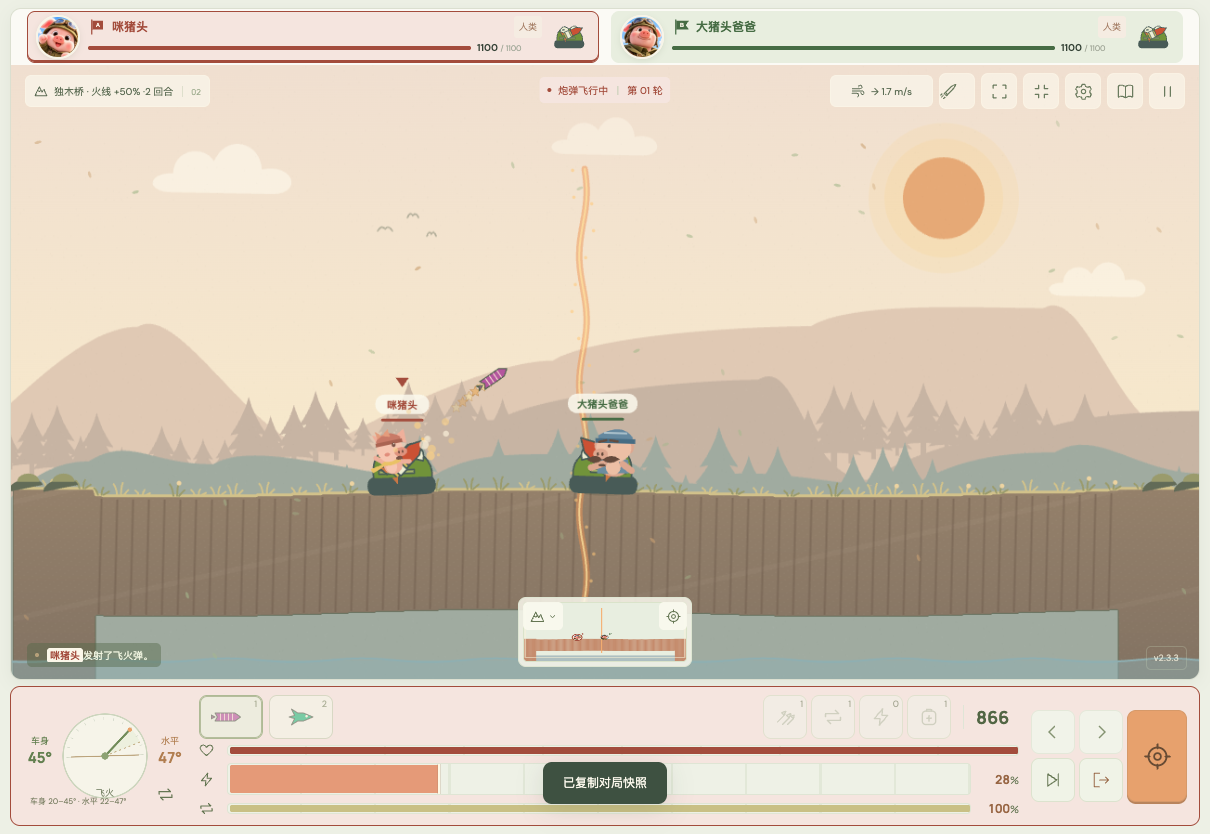 咪猪头
人类
1100 / 1100
大猪头爸爸
人类
1100 / 1100
独木桥 · 火线 +50% ·2 回合 02
炮弹飞行中 第 01 轮
→ 1.7 m/s
咪猪头
大猪头爸爸
咪猪头发射了飞火弹。
v2.3.3
车身
45°
水平
47°
飞火
车身 20–45° · 水平 22–47°
1
2
1
1
0
1
866
28%
100%
已复制对局快照